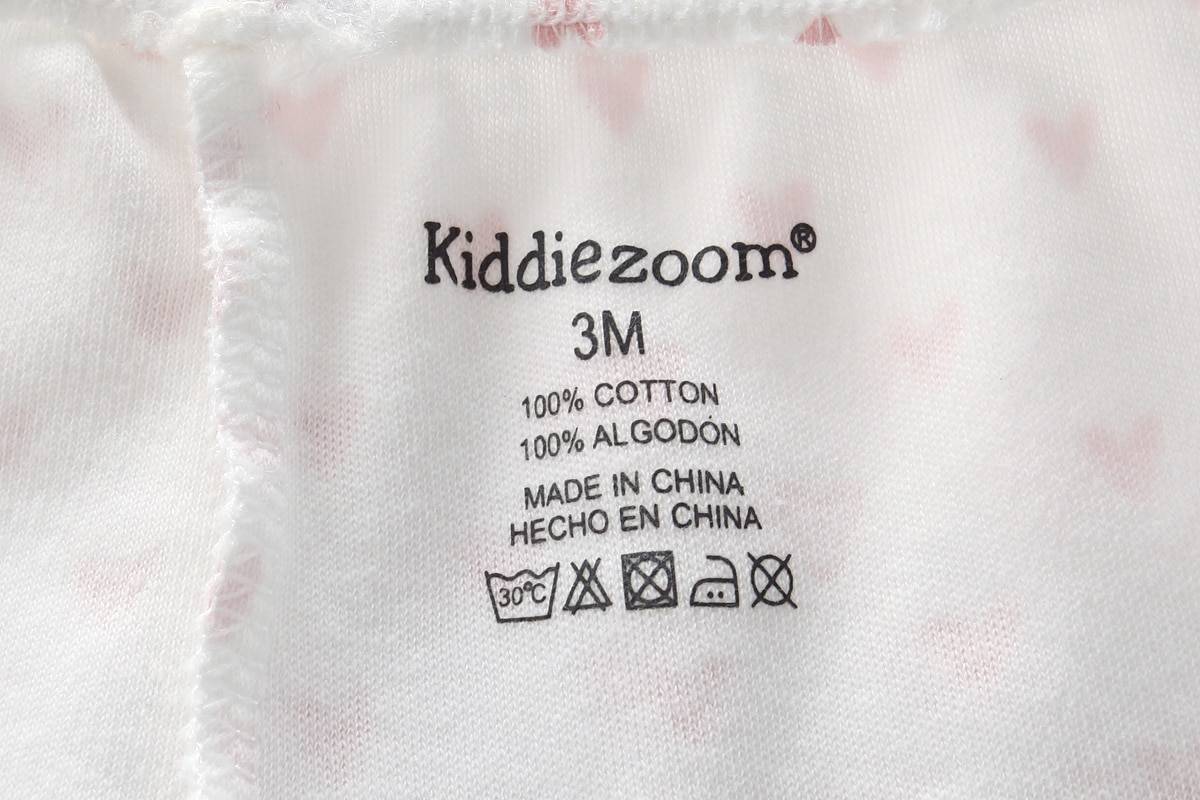 Kiddiezoom®
3M
100% COTTON
100% ALGODÓN
MADE IN CHINA
HECHO EN CHINA
30°C